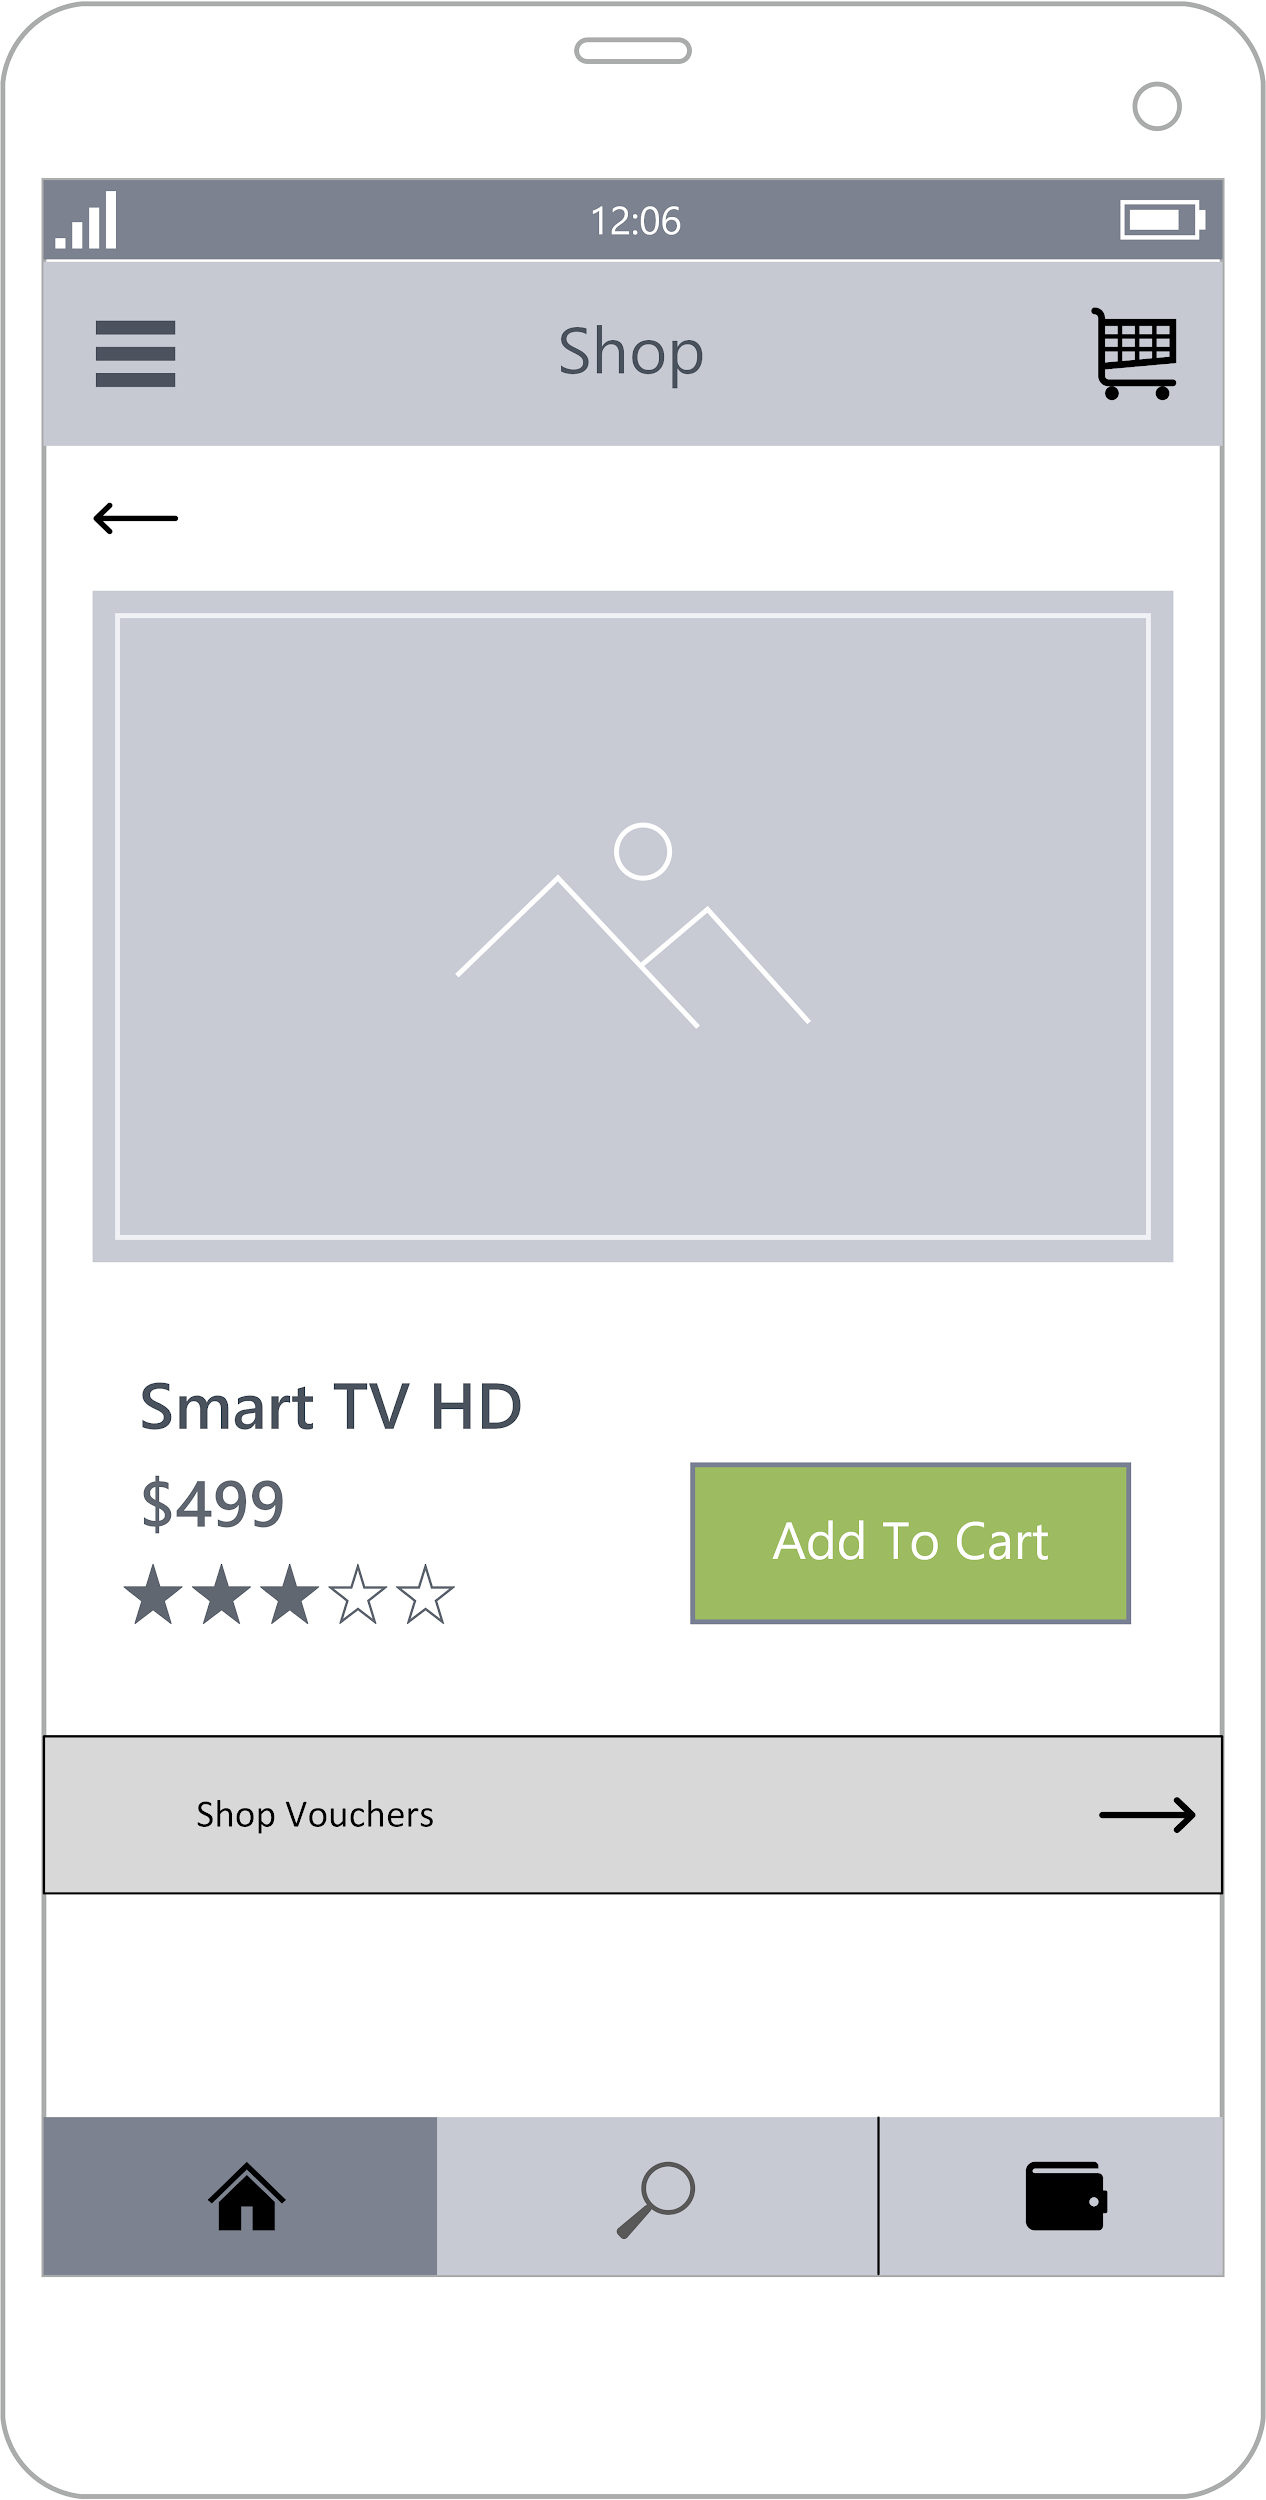 12:06
Shop
Smart TV HD
$499
Add To Cart
Shop Vouchers